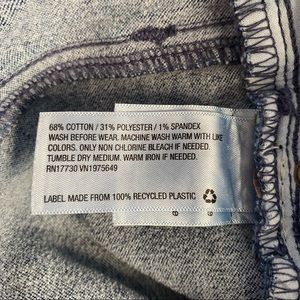 68% COTTON / 31% POLYESTER / 1% SPANDEX
WASH BEFORE WEAR. MACHINE WASH WARM WITH LIKE
COLORS. ONLY NON CHLORINE BLEACH IF NEEDED.
TUMBLE DRY MEDIUM. WARM IRON IF NEEDED.
RN17730 VN1975649
LABEL MADE FROM 100% RECYCLED PLASTIC